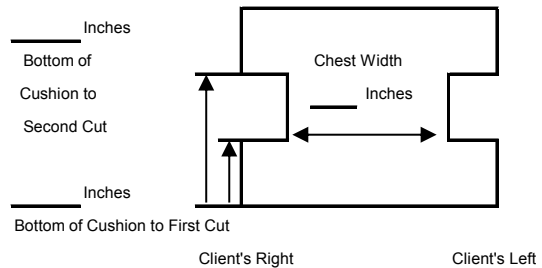 Inches
Bottom of
Cushion to
Second Cut
Chest Width
Inches
Inches
Bottom of Cushion to First Cut
Client's Right
Client's Left